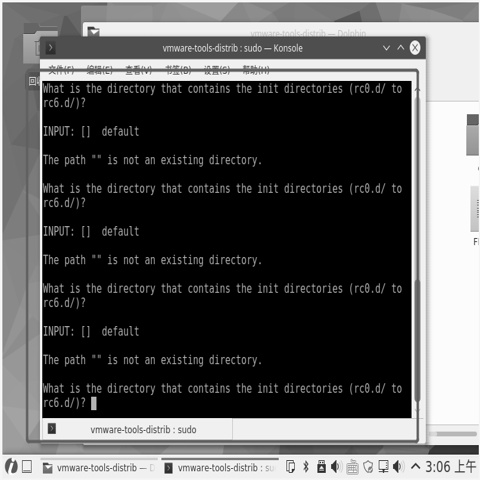 vmware-tools-distrib — Dolphin
vmware-tools-distrib : sudo — Konsole
文件(F) 编辑(E) 查看(V) 书签(B) 设置(S) 帮助(H)
What is the directory that contains the init directories (rc0.d/ to
rc6.d/)?
INPUT: []  default
The path "" is not an existing directory.
What is the directory that contains the init directories (rc0.d/ to
rc6.d/)?
INPUT: []  default
The path "" is not an existing directory.
What is the directory that contains the init directories (rc0.d/ to
rc6.d/)?
INPUT: []  default
The path "" is not an existing directory.
What is the directory that contains the init directories (rc0.d/ to
rc6.d/)?
vmware-tools-distrib : sudo
vmware-tools-distrib — D
vmware-tools-distrib : su
3:06 上午